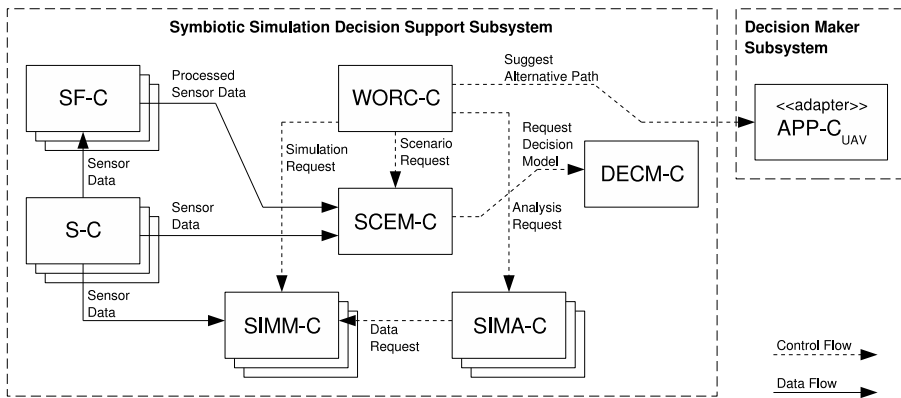 Symbiotic Simulation Decision Support Subsystem
Decision Maker
Subsystem
Processed
Sensor Data
Suggest
Alternative Path
SF-C
WORC-C
<<adapter>>
APP-C UAV
Simulation
Request
Scenario
Request
Request
Decision
Model
DECM-C
Sensor
Data
S-C
Sensor
Data
SCEM-C
Analysis
Request
Sensor
Data
SIMM-C
Data
Request
SIMA-C
Control Flow
Data Flow